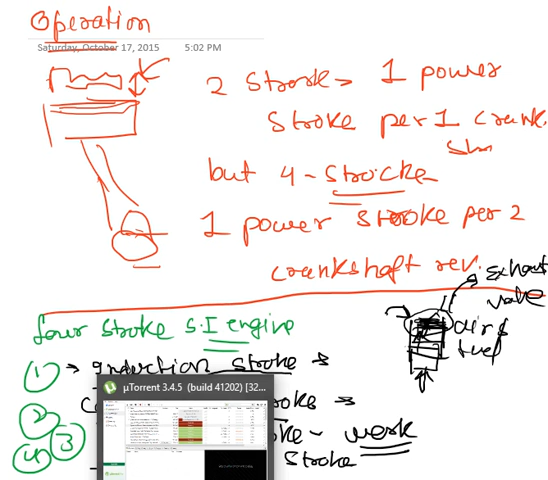 Operation
Saturday, October 17, 2015 5:02 PM
2 Stroke 1 power
Stroke per 1 crank
but 4-Stroke
1 power stroke per 2
crankshaft rev.
Exhaust
valve
air &
fuel
four stroke S.I engine
1 induction stroke
µTorrent 3.4.5 (build 41202) [32...
2
3
work
4
stroke